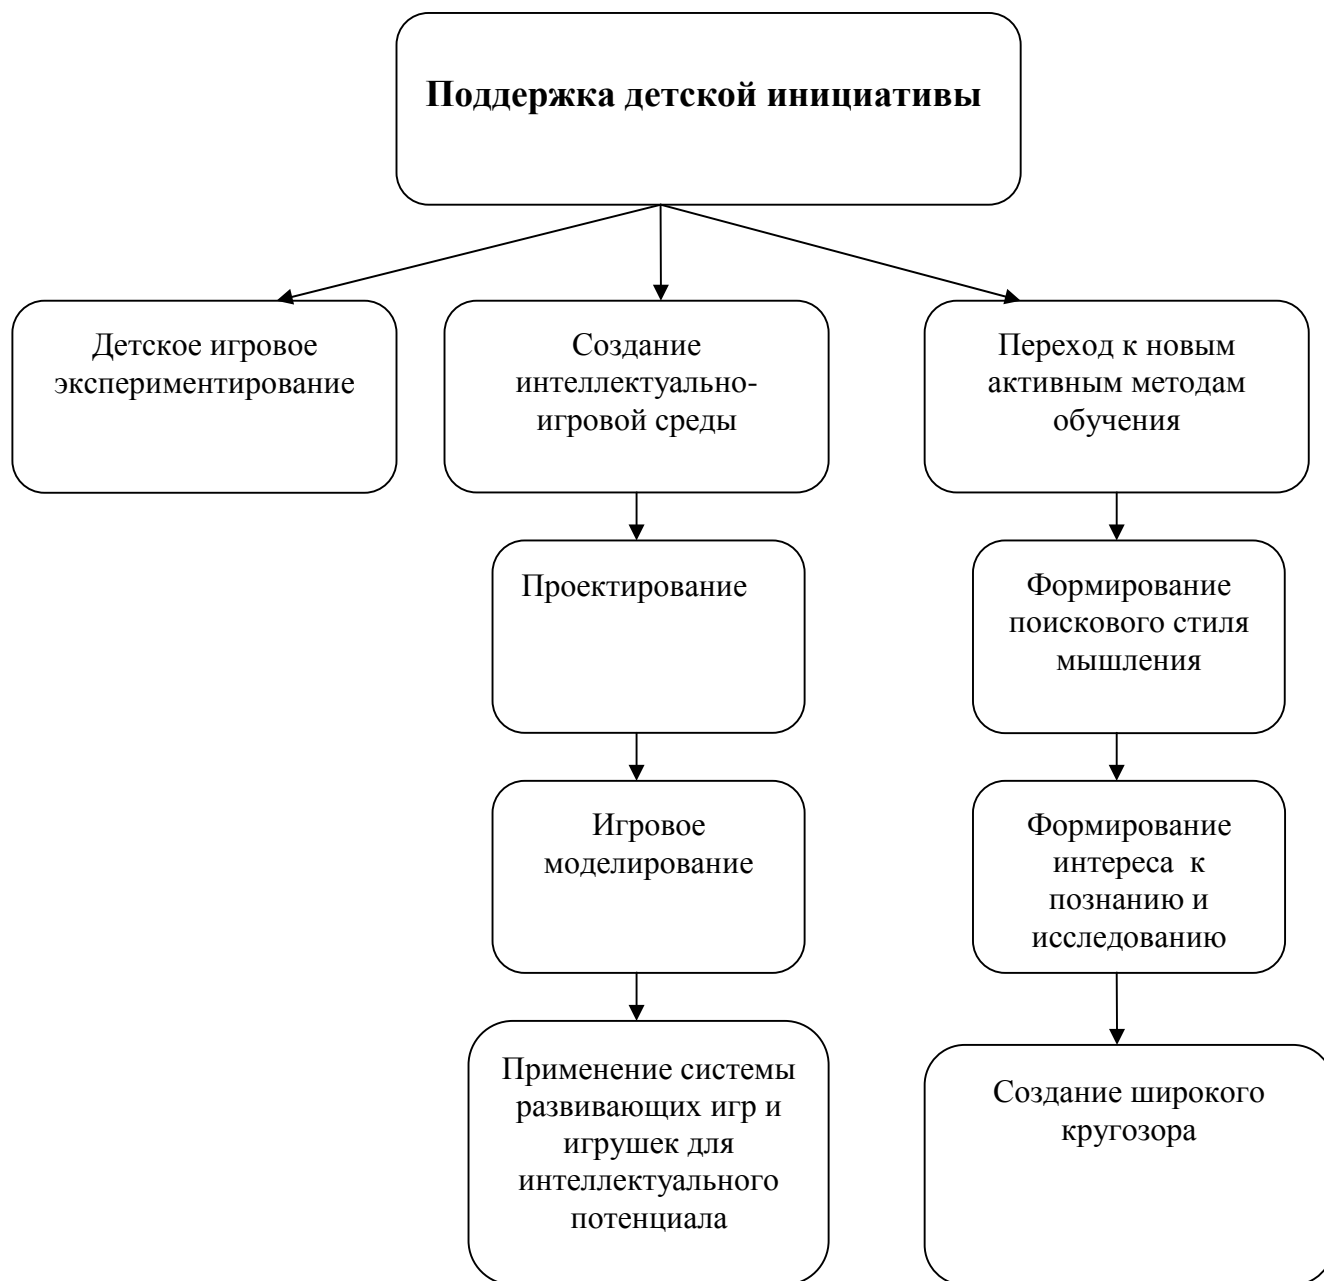 Поддержка детской инициативы
Детское игровое
экспериментирование
Создание
интеллектуально-
игровой среды
Переход к новым
активным методам
обучения
Проектирование
Формирование
поискового стиля
мышления
Игровое
моделирование
Формирование
интереса  к
познанию и
исследованию
Применение системы
развивающих игр и
игрушек для
интеллектуального
потенциала
Создание широкого
кругозора